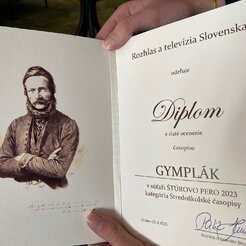 Rozhlas a televízia Slovenska
udeľuje
Diplom
a zlaté ocenenie
časopisu
GYMPLÁK
v súťaži ŠTÚROVO PERO 2023
kategória Stredoškolské časopisy